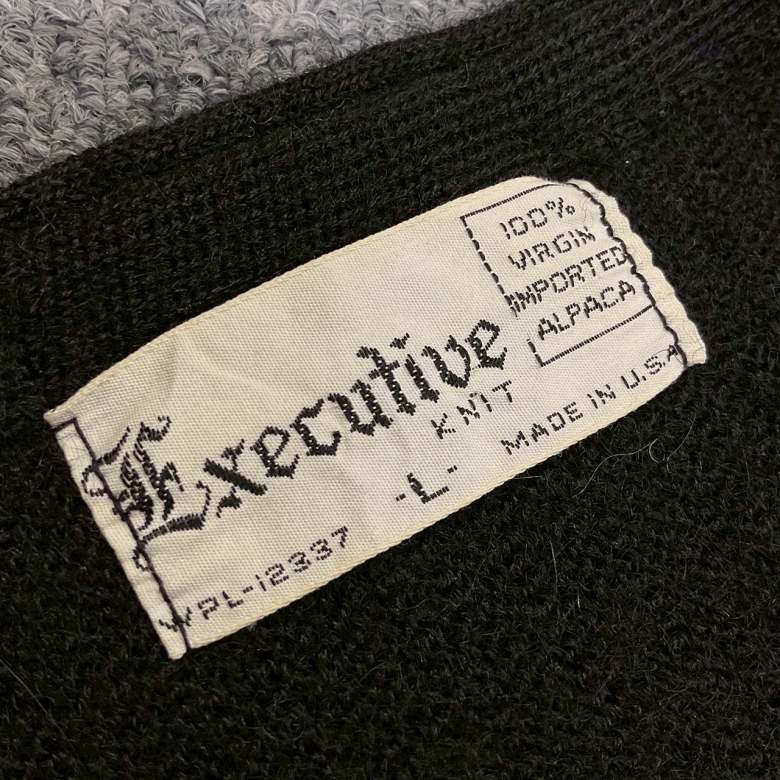 100%
VIRGIN
IMPORTED
ALPACA
Executive
KNIT
-L-
MADE IN U.S.A
WPL-12337